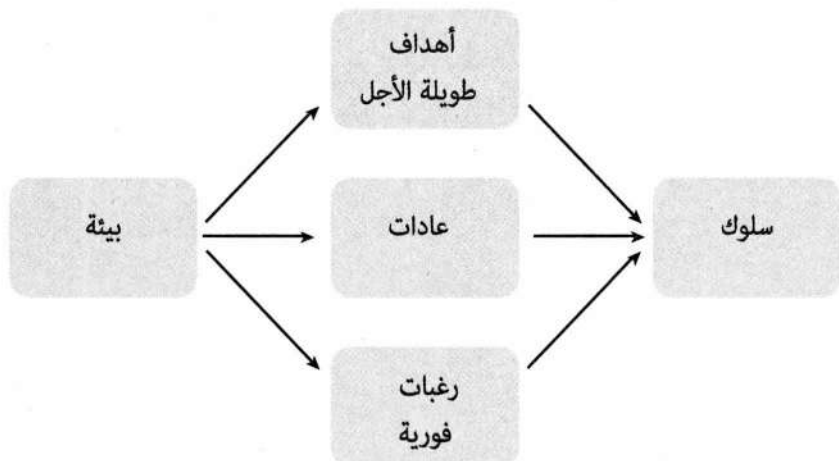 أهداف
طويلة الأجل
بيئة
عادات
سلوك
رغبات
فورية